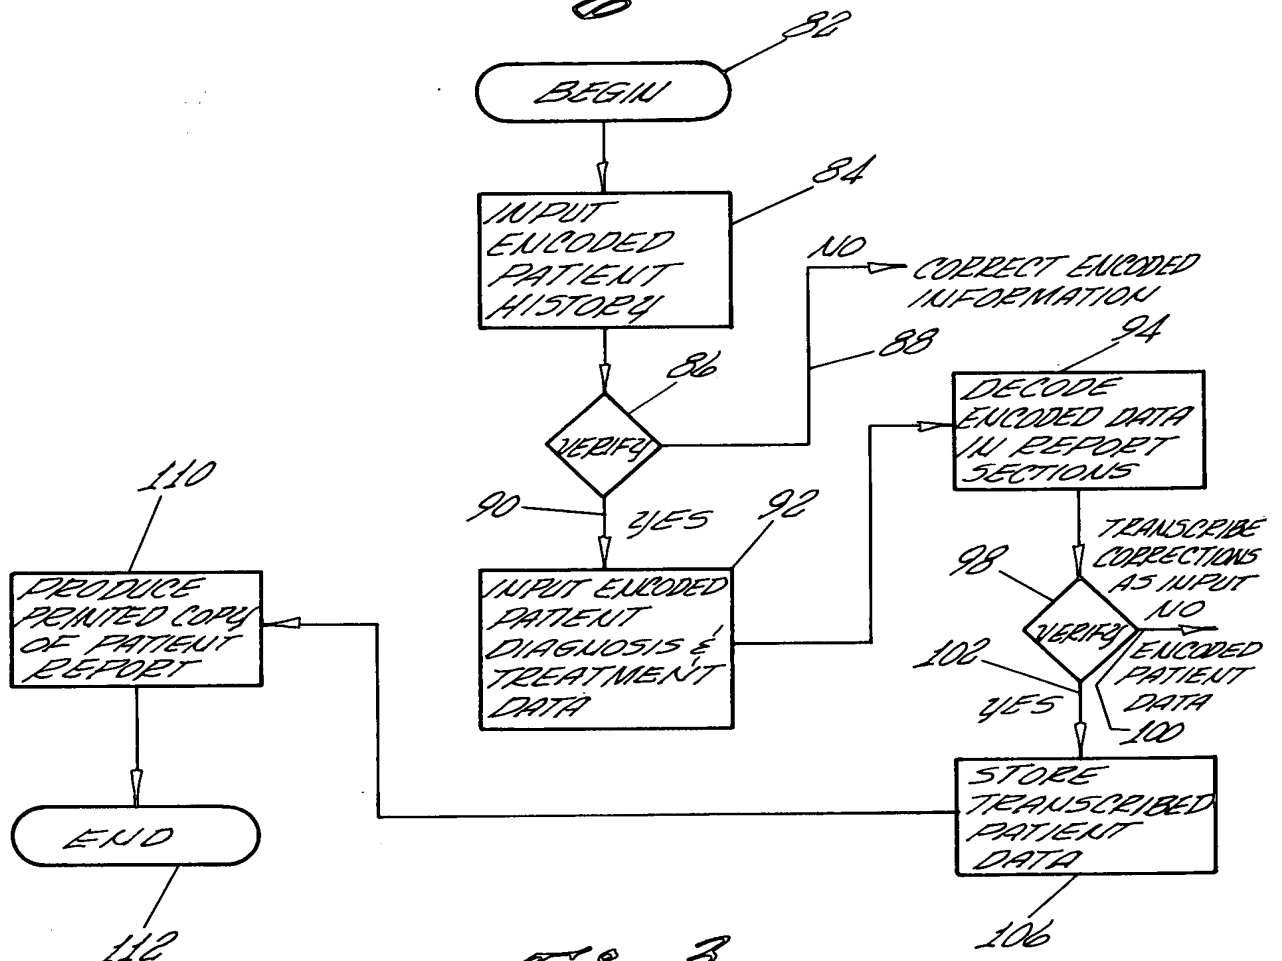 82
BEGIN
84
INPUT
ENCODED
PATIENT
HISTORY
NO
CORRECT ENCODED
INFORMATION
88
86
VERIFY
90
YES
92
INPUT ENCODED
PATIENT
DIAGNOSIS &
TREATMENT
DATA
94
DECODE
ENCODED DATA
IN REPORT
SECTIONS
TRANSCRIBE
CORRECTIONS
AS INPUT
NO
98
VERIFY
ENCODED
PATIENT
DATA
100
102
YES
STORE
TRANSCRIBED
PATIENT
DATA
106
110
PRODUCE
PRINTED COPY
OF PATIENT
REPORT
END
112